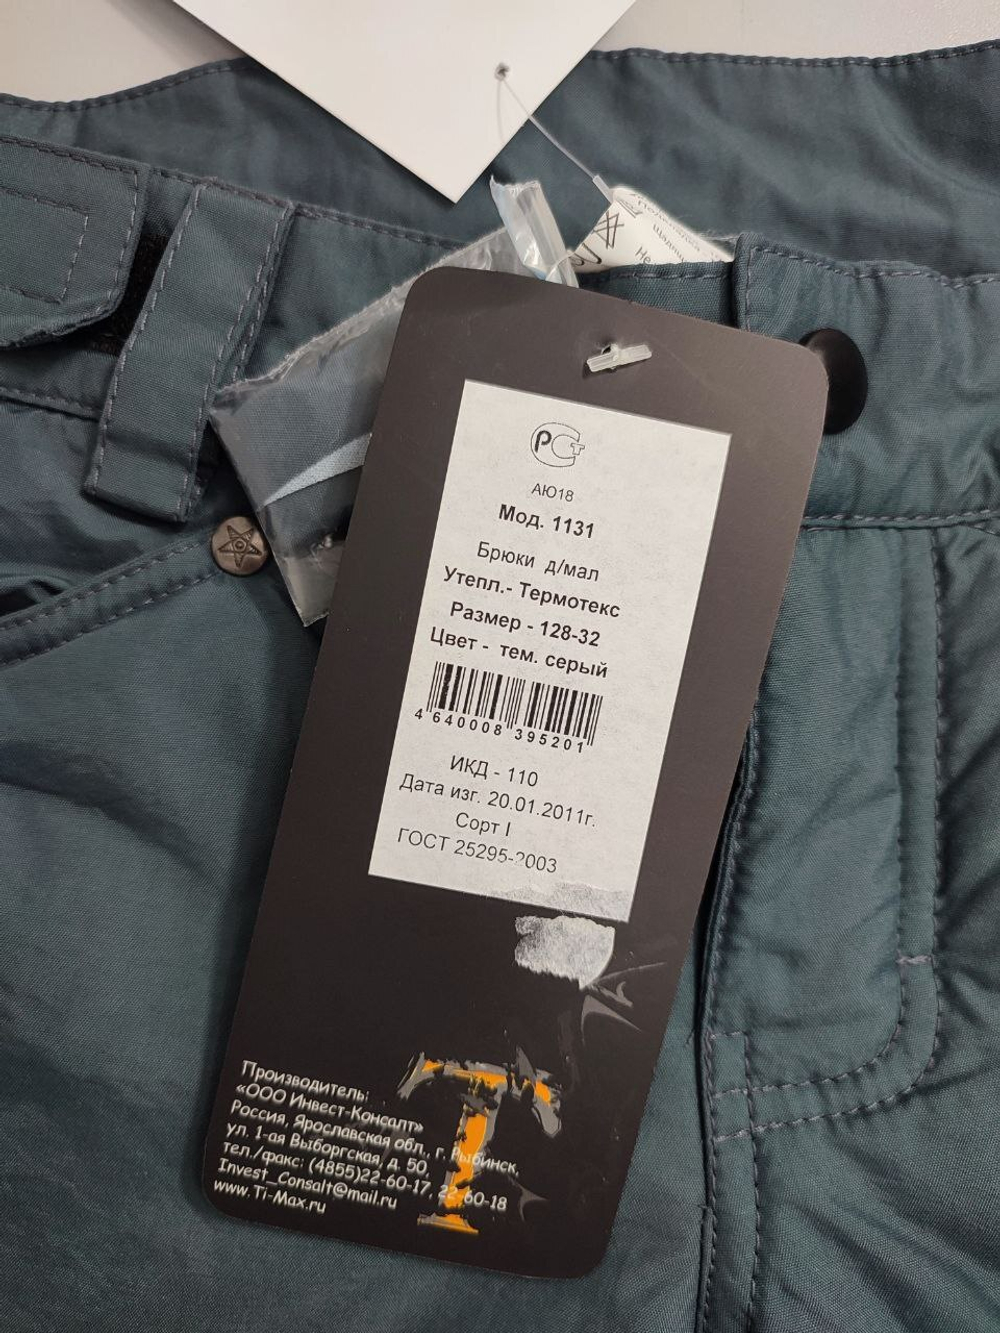 Не
РСТ
АЮ18
Мод. 1131
Брюки д/мал
Утепл.- Термотекс
Размер - 128-32
Цвет - тем. серый
4 640008 395201
ИКД - 110
Дата изг. 20.01.2011г.
Сорт I
ГОСТ 25295-2003
Производитель:
«ООО Инвест-Консалт»
Россия, Ярославская обл., г. Рыбинск,
ул. 1-ая Выборгская, д. 50,
тел./факс: (4855)22-60-17, 22-60-18
Invest_Consalt@mail.ru
www.Ti-Max.ru
T